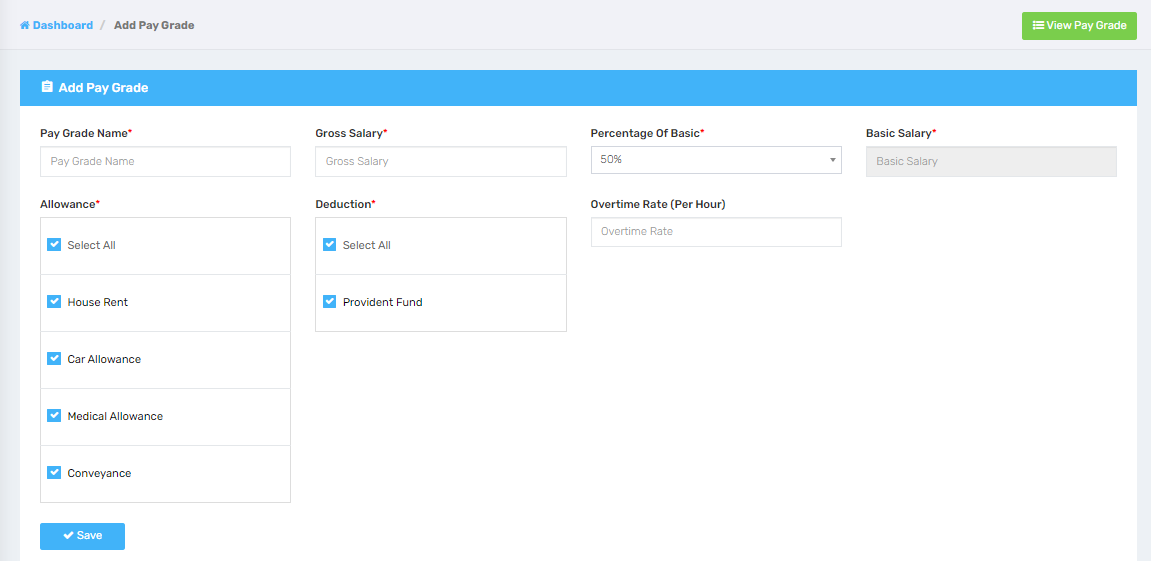 Dashboard / Add Pay Grade
View Pay Grade
Add Pay Grade
Pay Grade Name* Gross Salary* Percentage Of Basic* Basic Salary*
Pay Grade Name Gross Salary 50% Basic Salary
Allowance* Deduction* Overtime Rate (Per Hour)
Overtime Rate
Select All Select All
House Rent Provident Fund
Car Allowance
Medical Allowance
Conveyance
Save